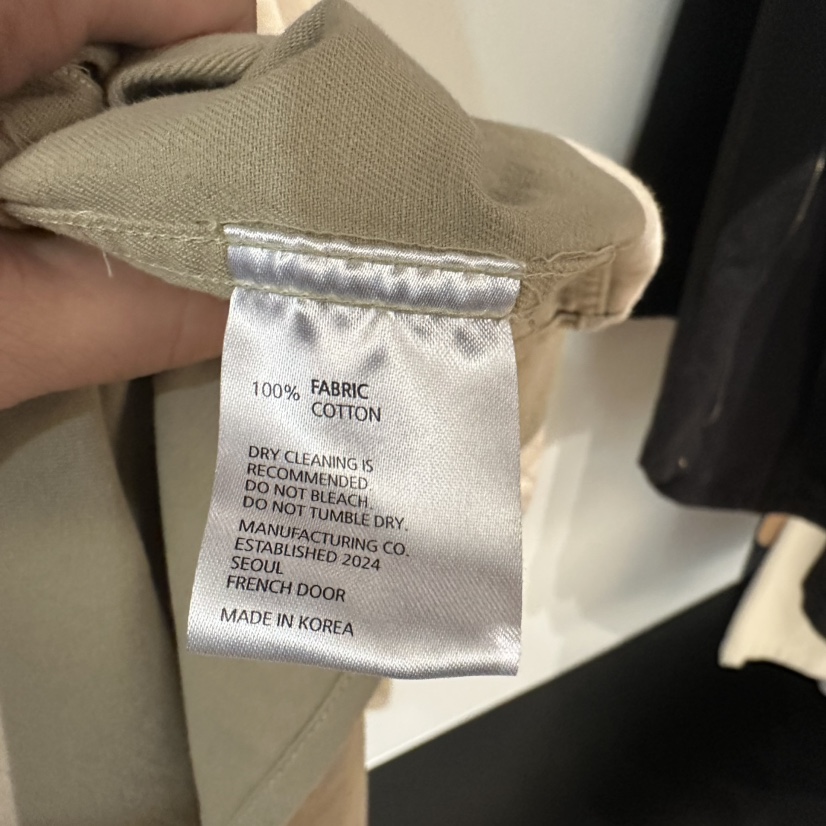 FABRIC
100% COTTON
DRY CLEANING IS
RECOMMENDED
DO NOT BLEACH.
DO NOT TUMBLE DRY.
MANUFACTURING CO.
ESTABLISHED 2024
SEOUL
FRENCH DOOR
MADE IN KOREA